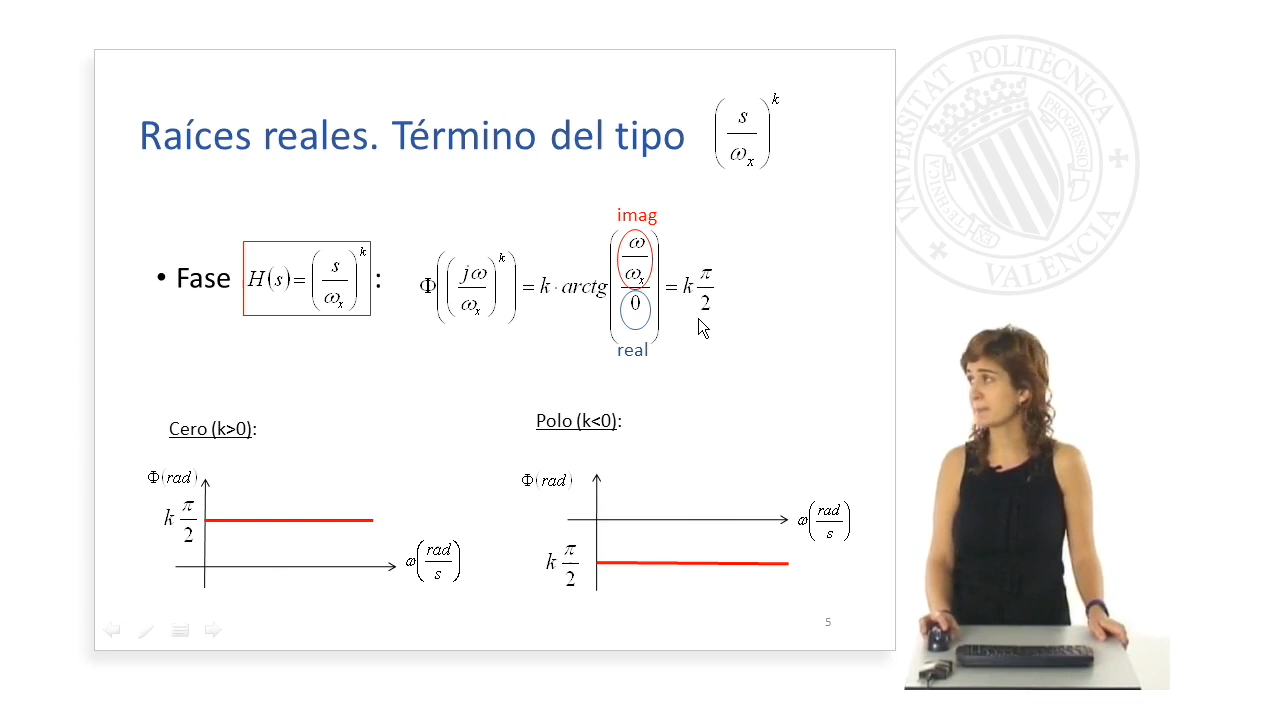 Raíces reales. Término del tipo (s/ωₓ)^k
imag
• Fase H(s)=(s/ωₓ)^k : Φ((jω/ωₓ)^k) = k·arctg((ω/ωₓ)/0) = k π/2
real
Cero (k>0):
Polo (k<0):
Φ(rad)
k π/2
ω(rad/s)
Φ(rad)
ω(rad/s)
k π/2
5
UNIVERSITAT POLITÈCNICA
VALÈNCIA